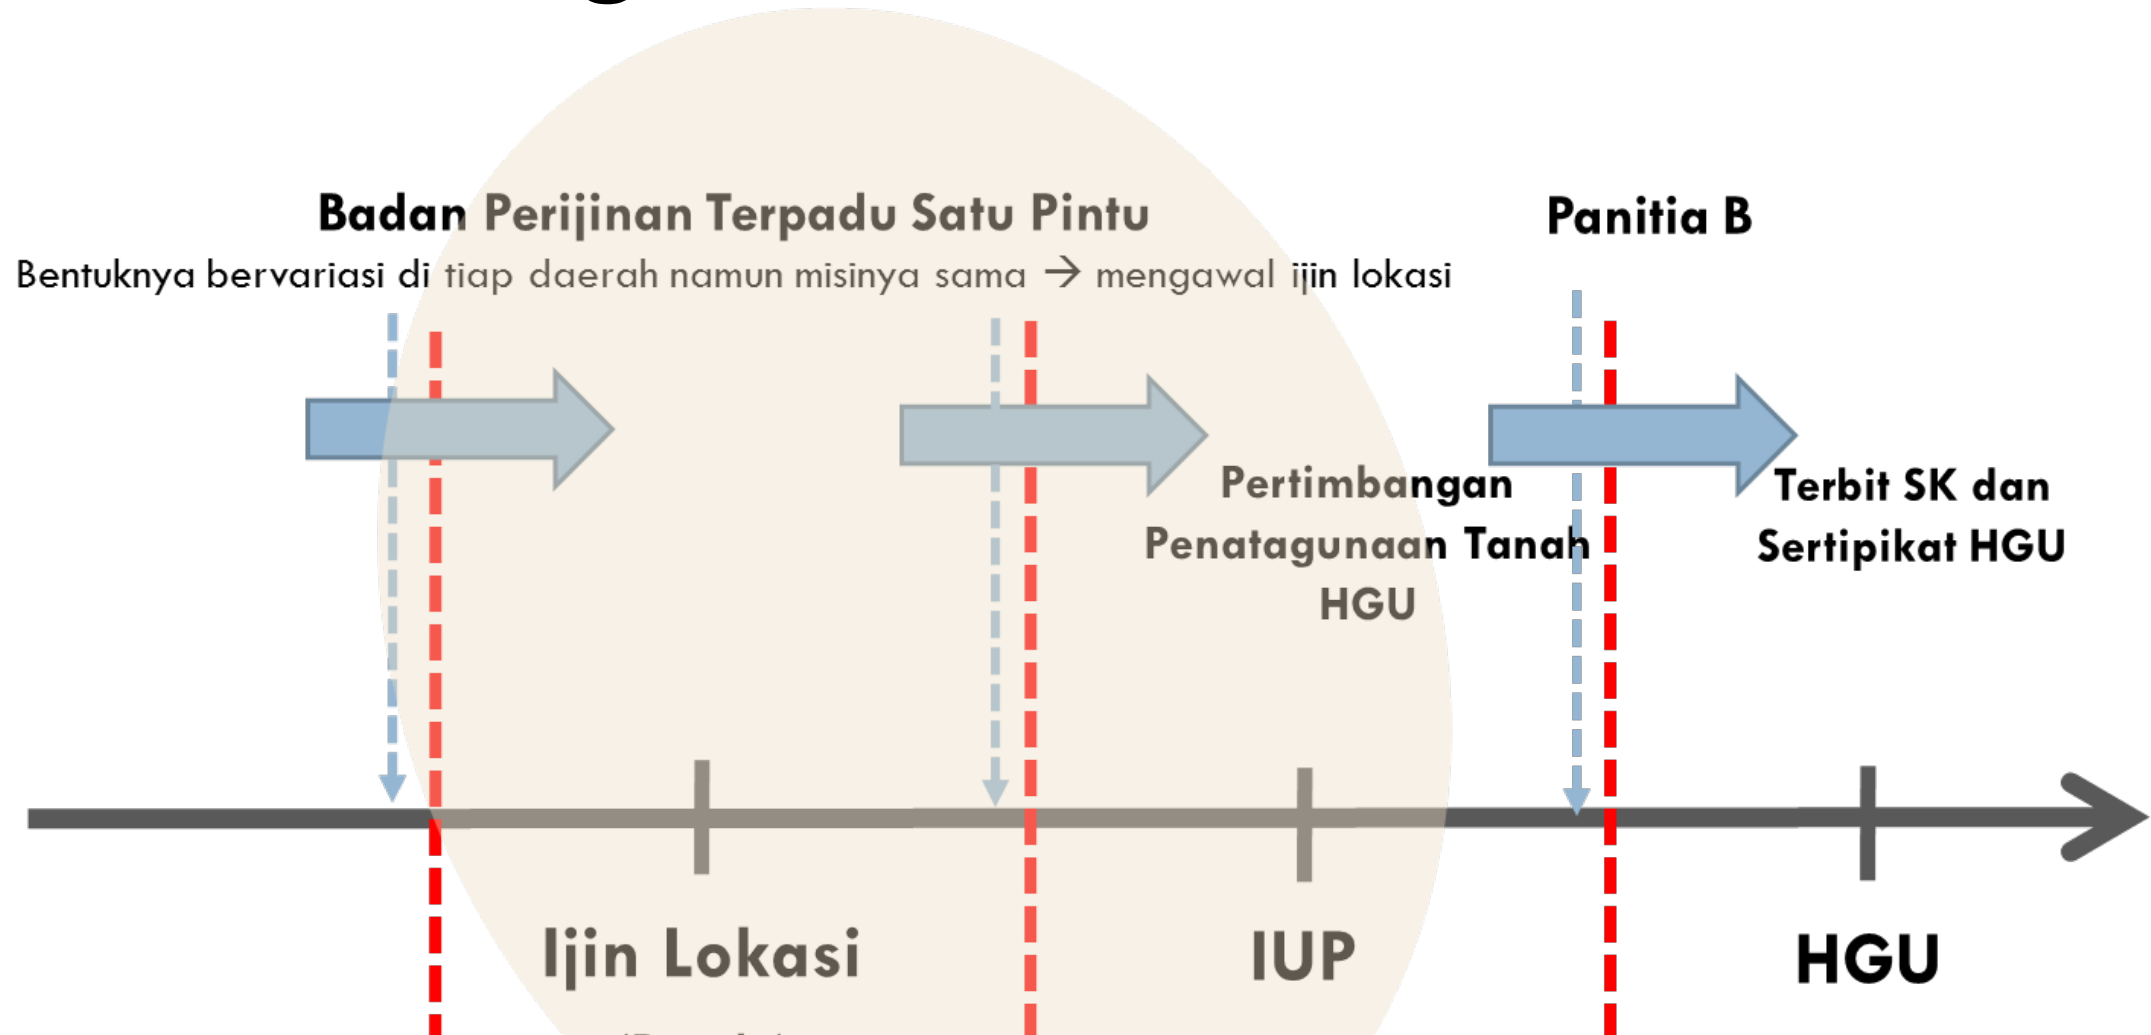 Badan Perijinan Terpadu Satu Pintu
Bentuknya bervariasi di tiap daerah namun misinya sama → mengawal ijin lokasi
Panitia B
Pertimbangan
Penatagunaan Tanah
HGU
Terbit SK dan
Sertipikat HGU
Ijin Lokasi
IUP
HGU